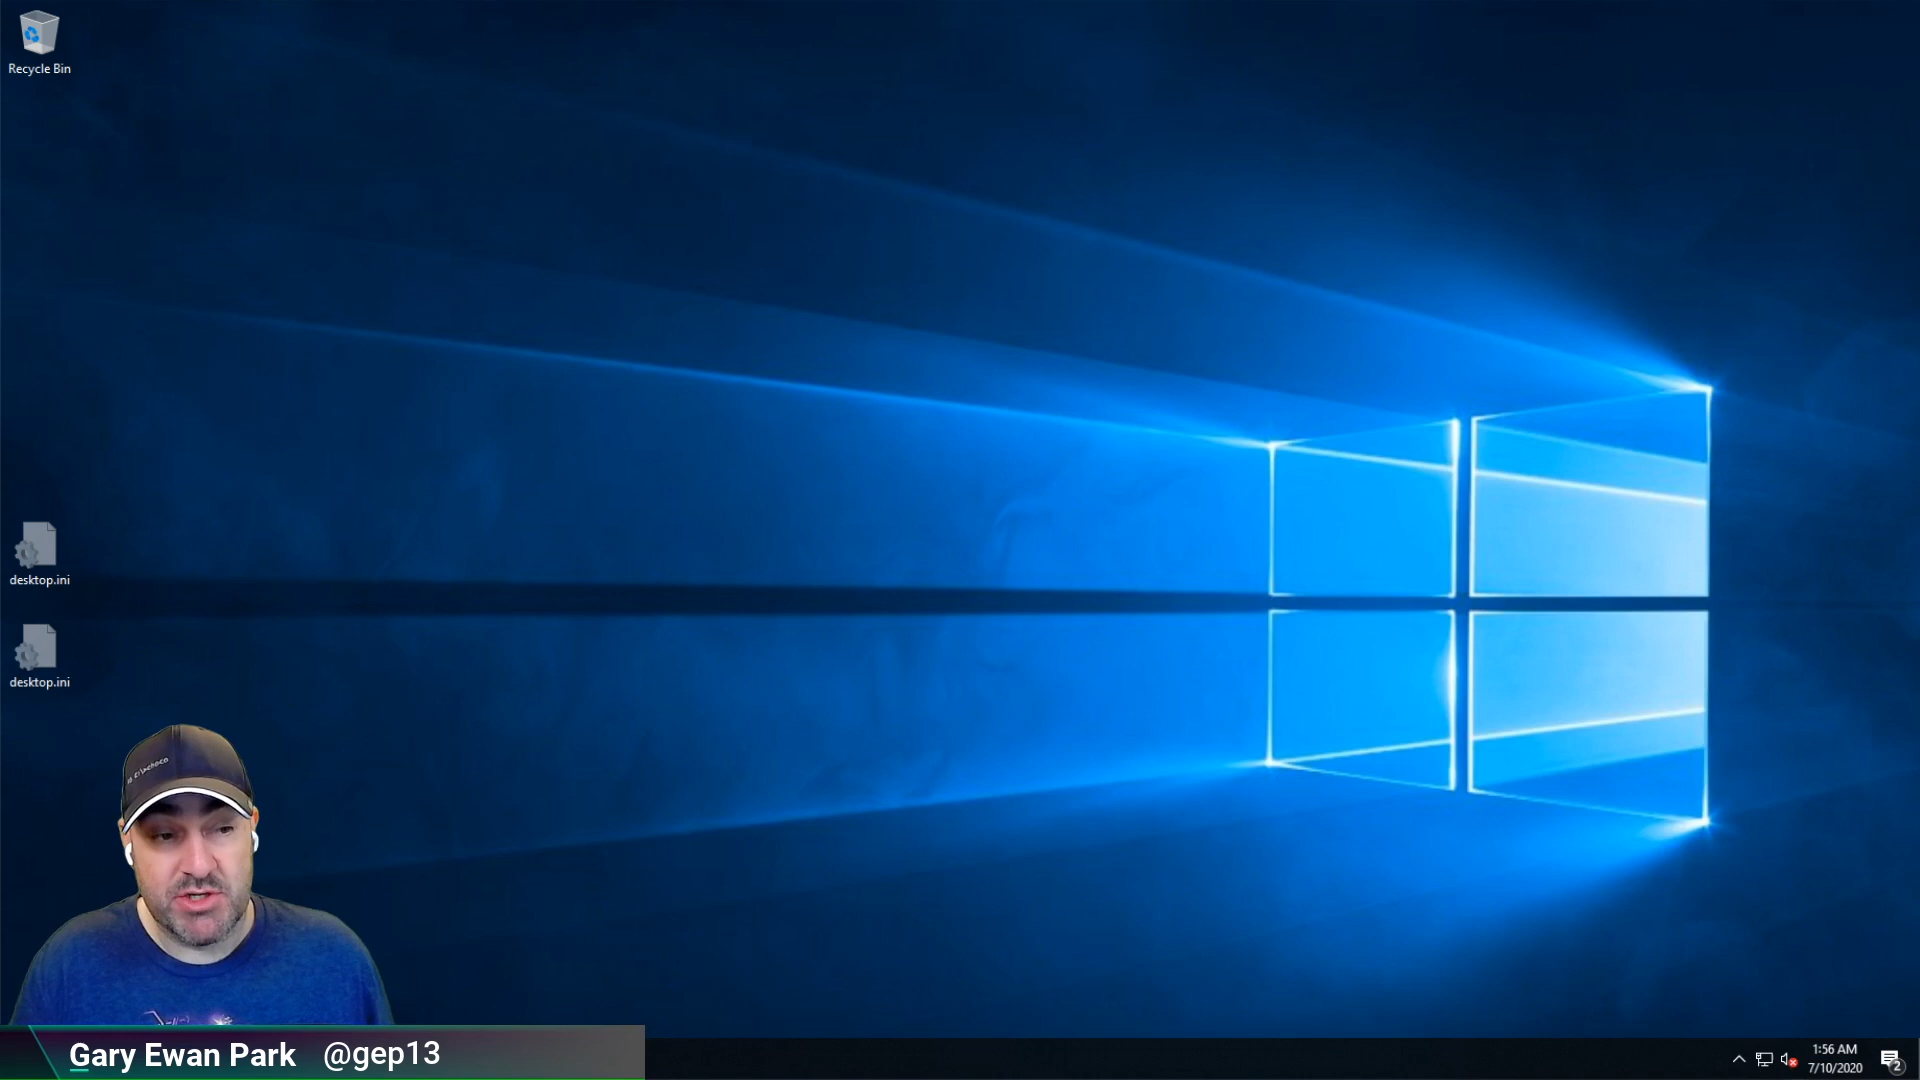 Recycle Bin
desktop.ini
desktop.ini
Gary Ewan Park @gep13
1:56 AM
7/10/2020
2